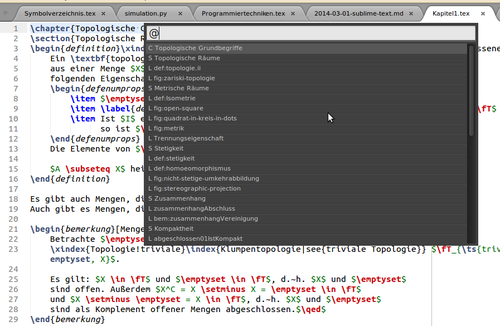 Symbolverzeichnis.tex × simulation.py × Programmiertechniken.tex × 2014-03-01-sublime-text.md × Kapitel1.tex ×
@
1 \chapter{Topologische
2 \section{Topologische R
3 \begin{definition}\xind
4 Ein \textbf{topolog
5 aus einer Menge $X$
6 folgenden Eigenscha
7 \begin{defenumprops}
8 \item $\emptyse
9 \item \label{de
10 \item Ist $I$ e
11 so ist $
12 \end{defenumprops}
13 Die Elemente von $
14
15 $A \subseteq X$ hei
16 \end{definition}
17
18 Es gibt auch Mengen, di
19 Auch gibt es Mengen, di
20
C Topologische Grundbegriffe
S Topologische Räume
L def:topologie.ii
L fig:zariski-topologie
S Metrische Räume
L def:Isometrie
L fig:open-square
L fig:quadrat-in-kreis-in-dots
L fig:metrik
L Trennungseigenschaft
S Stetigkeit
L def:stetigkeit
L def:homoeomorphismus
L fig:nicht-stetige-umkehrabbildung
L fig:stereographic-projection
S Zusammenhang
L zusammenhangAbschluss
L bem:zusammenhangVereinigung
S Kompaktheit
L abgeschlossen01IstKompakt
21 \begin{bemerkung}[Menge
22 Betrachte $\emptyset
23 \xindex{Topologie!triviale}\index{Klumpentopologie|see{triviale Topologie}} $\fT_{\ts{triv
emptyset, X}$.
24
25 Es gilt: $X \in \fT$ und $\emptyset \in \fT$, d.~h. $X$ und $\emptyset$
26 sind offen. Außerdem $X^C = X \setminus X = \emptyset \in \fT$
27 und $X \setminus \emptyset = X \in \fT$, d.~h. $X$ und $\emptyset$
28 sind als Komplement offener Mengen abgeschlossen.$\qed$
29 \end{bemerkung}